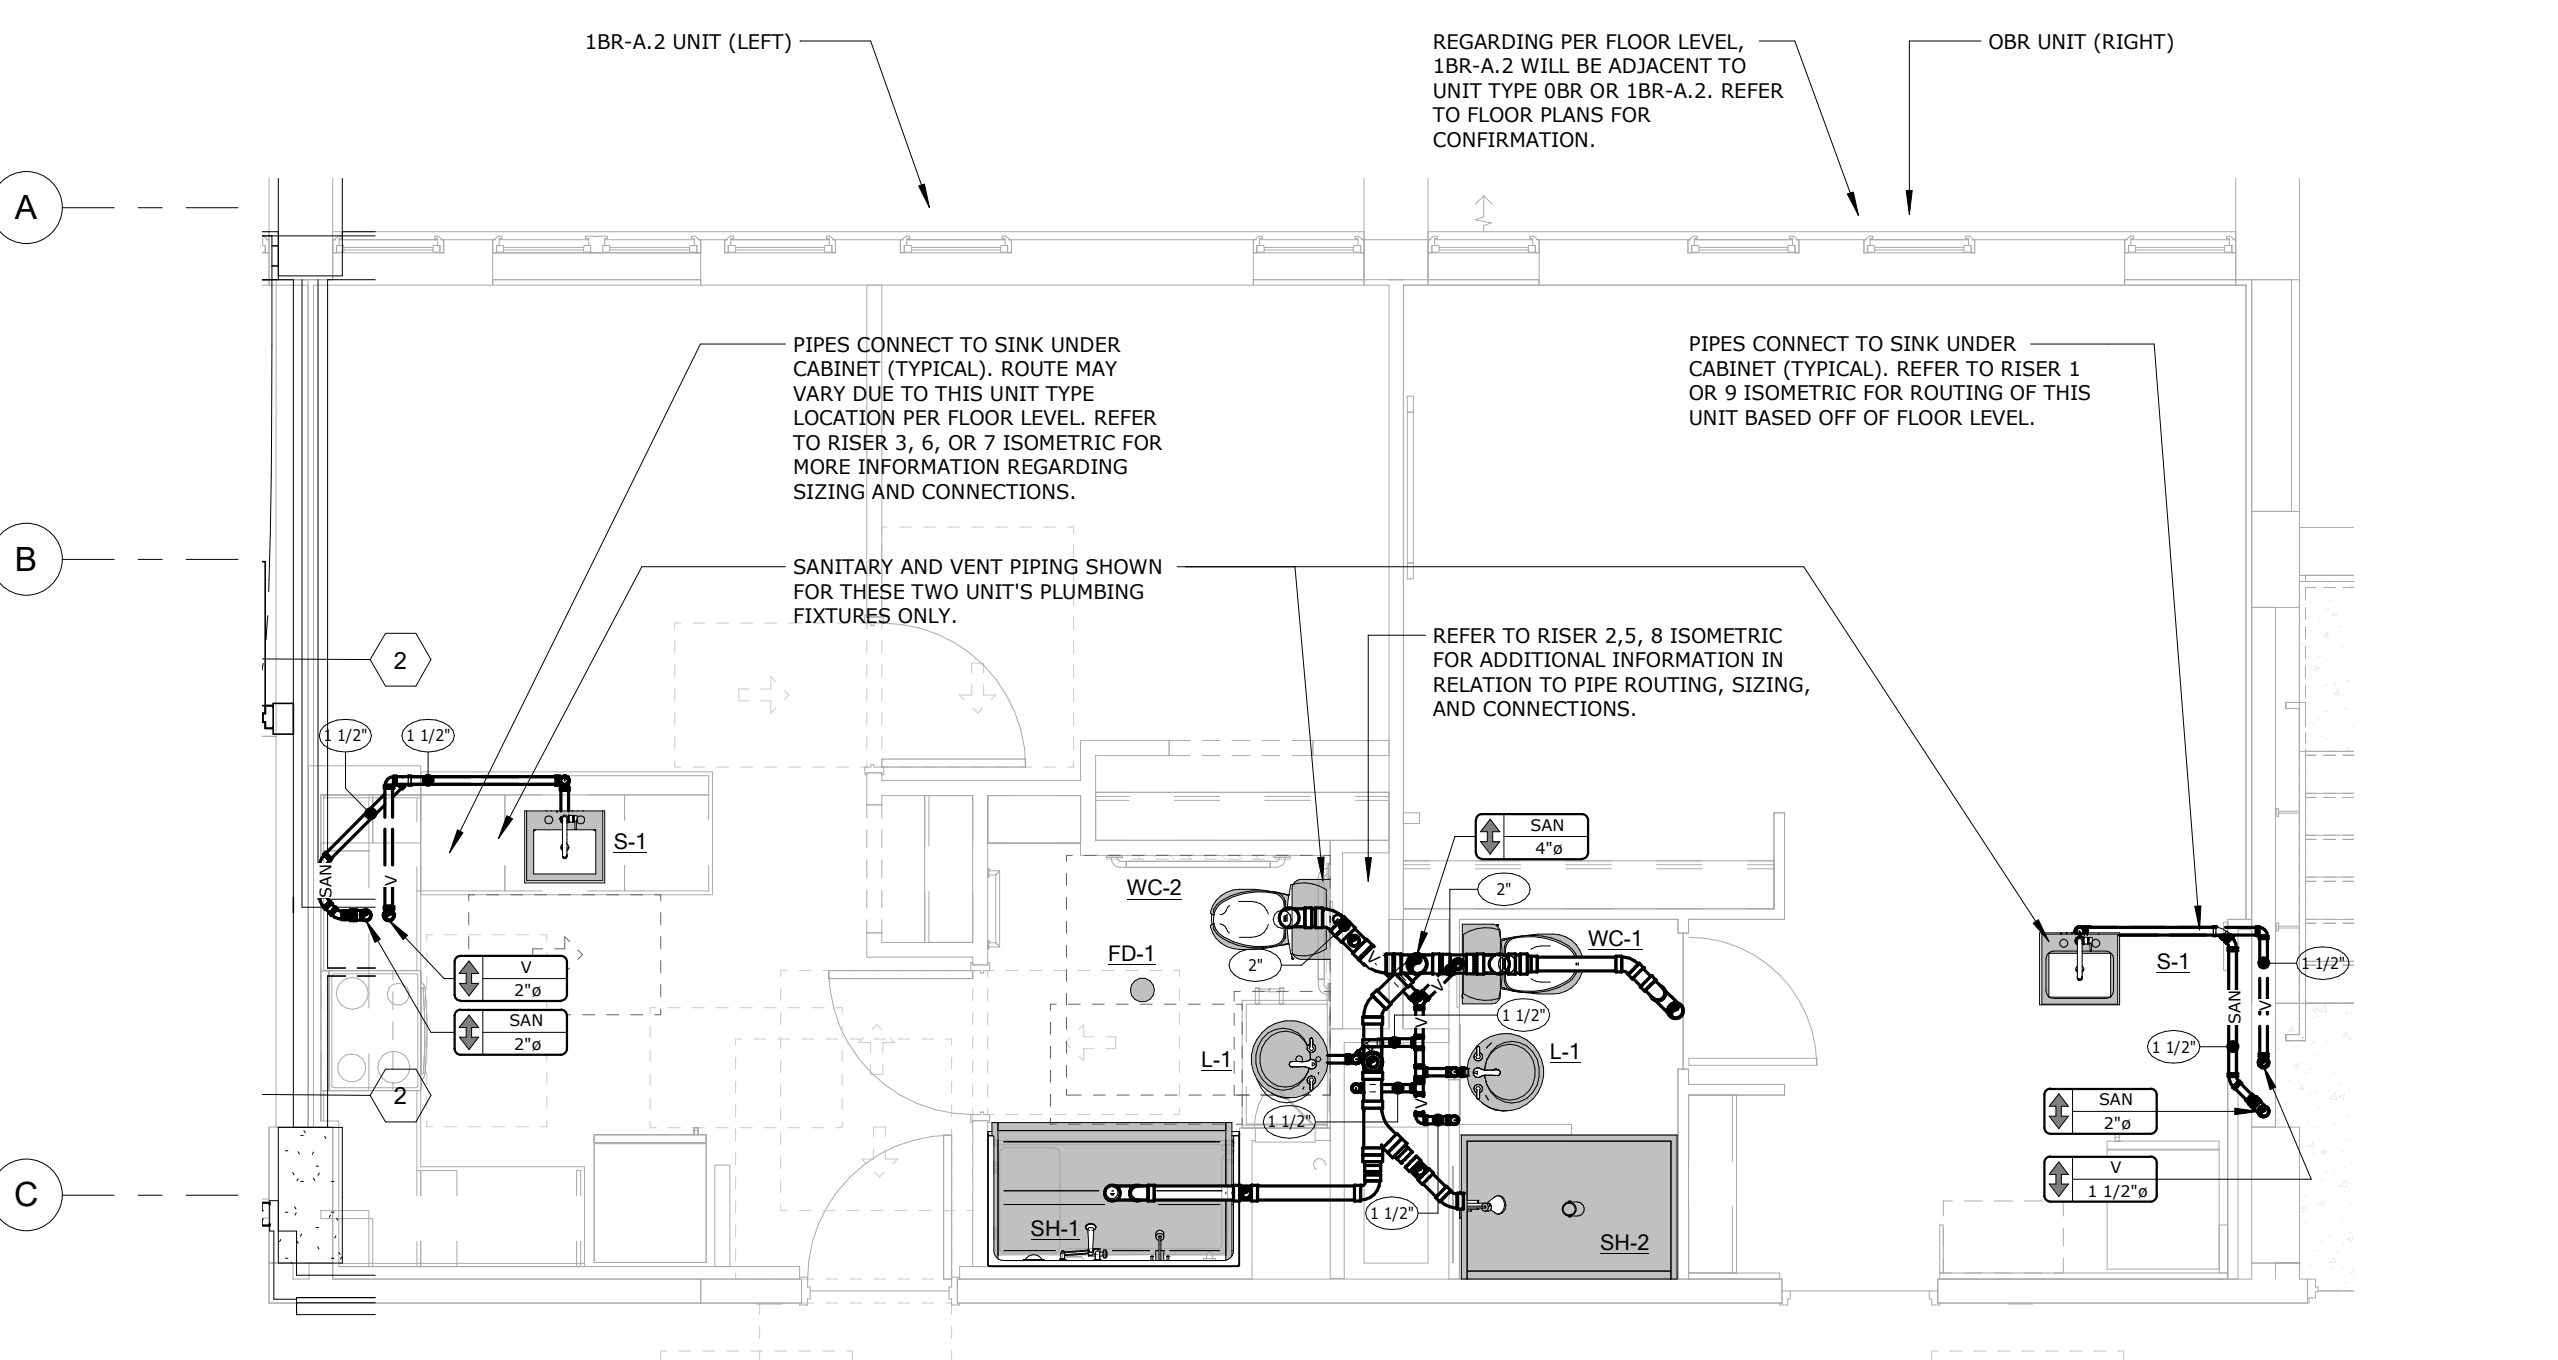 1BR-A.2 UNIT (LEFT)
REGARDING PER FLOOR LEVEL,
1BR-A.2 WILL BE ADJACENT TO
UNIT TYPE 0BR OR 1BR-A.2. REFER
TO FLOOR PLANS FOR
CONFIRMATION.
OBR UNIT (RIGHT)
A
PIPES CONNECT TO SINK UNDER
CABINET (TYPICAL). ROUTE MAY
VARY DUE TO THIS UNIT TYPE
LOCATION PER FLOOR LEVEL. REFER
TO RISER 3, 6, OR 7 ISOMETRIC FOR
MORE INFORMATION REGARDING
SIZING AND CONNECTIONS.
PIPES CONNECT TO SINK UNDER
CABINET (TYPICAL). REFER TO RISER 1
OR 9 ISOMETRIC FOR ROUTING OF THIS
UNIT BASED OFF OF FLOOR LEVEL.
B
SANITARY AND VENT PIPING SHOWN
FOR THESE TWO UNIT'S PLUMBING
FIXTURES ONLY.
REFER TO RISER 2,5, 8 ISOMETRIC
FOR ADDITIONAL INFORMATION IN
RELATION TO PIPE ROUTING, SIZING,
AND CONNECTIONS.
2
1 1/2"
1 1/2"
S-1
SAN
V
V
2"ø
SAN
2"ø
2
WC-2
FD-1
2"
L-1
1 1/2"
SH-1
SAN
4"ø
2"
WC-1
V
V
V
V
1 1/2"
L-1
1 1/2"
SH-2
S-1
1 1/2"
SAN
V
1 1/2"
SAN
2"ø
V
1 1/2"ø
C